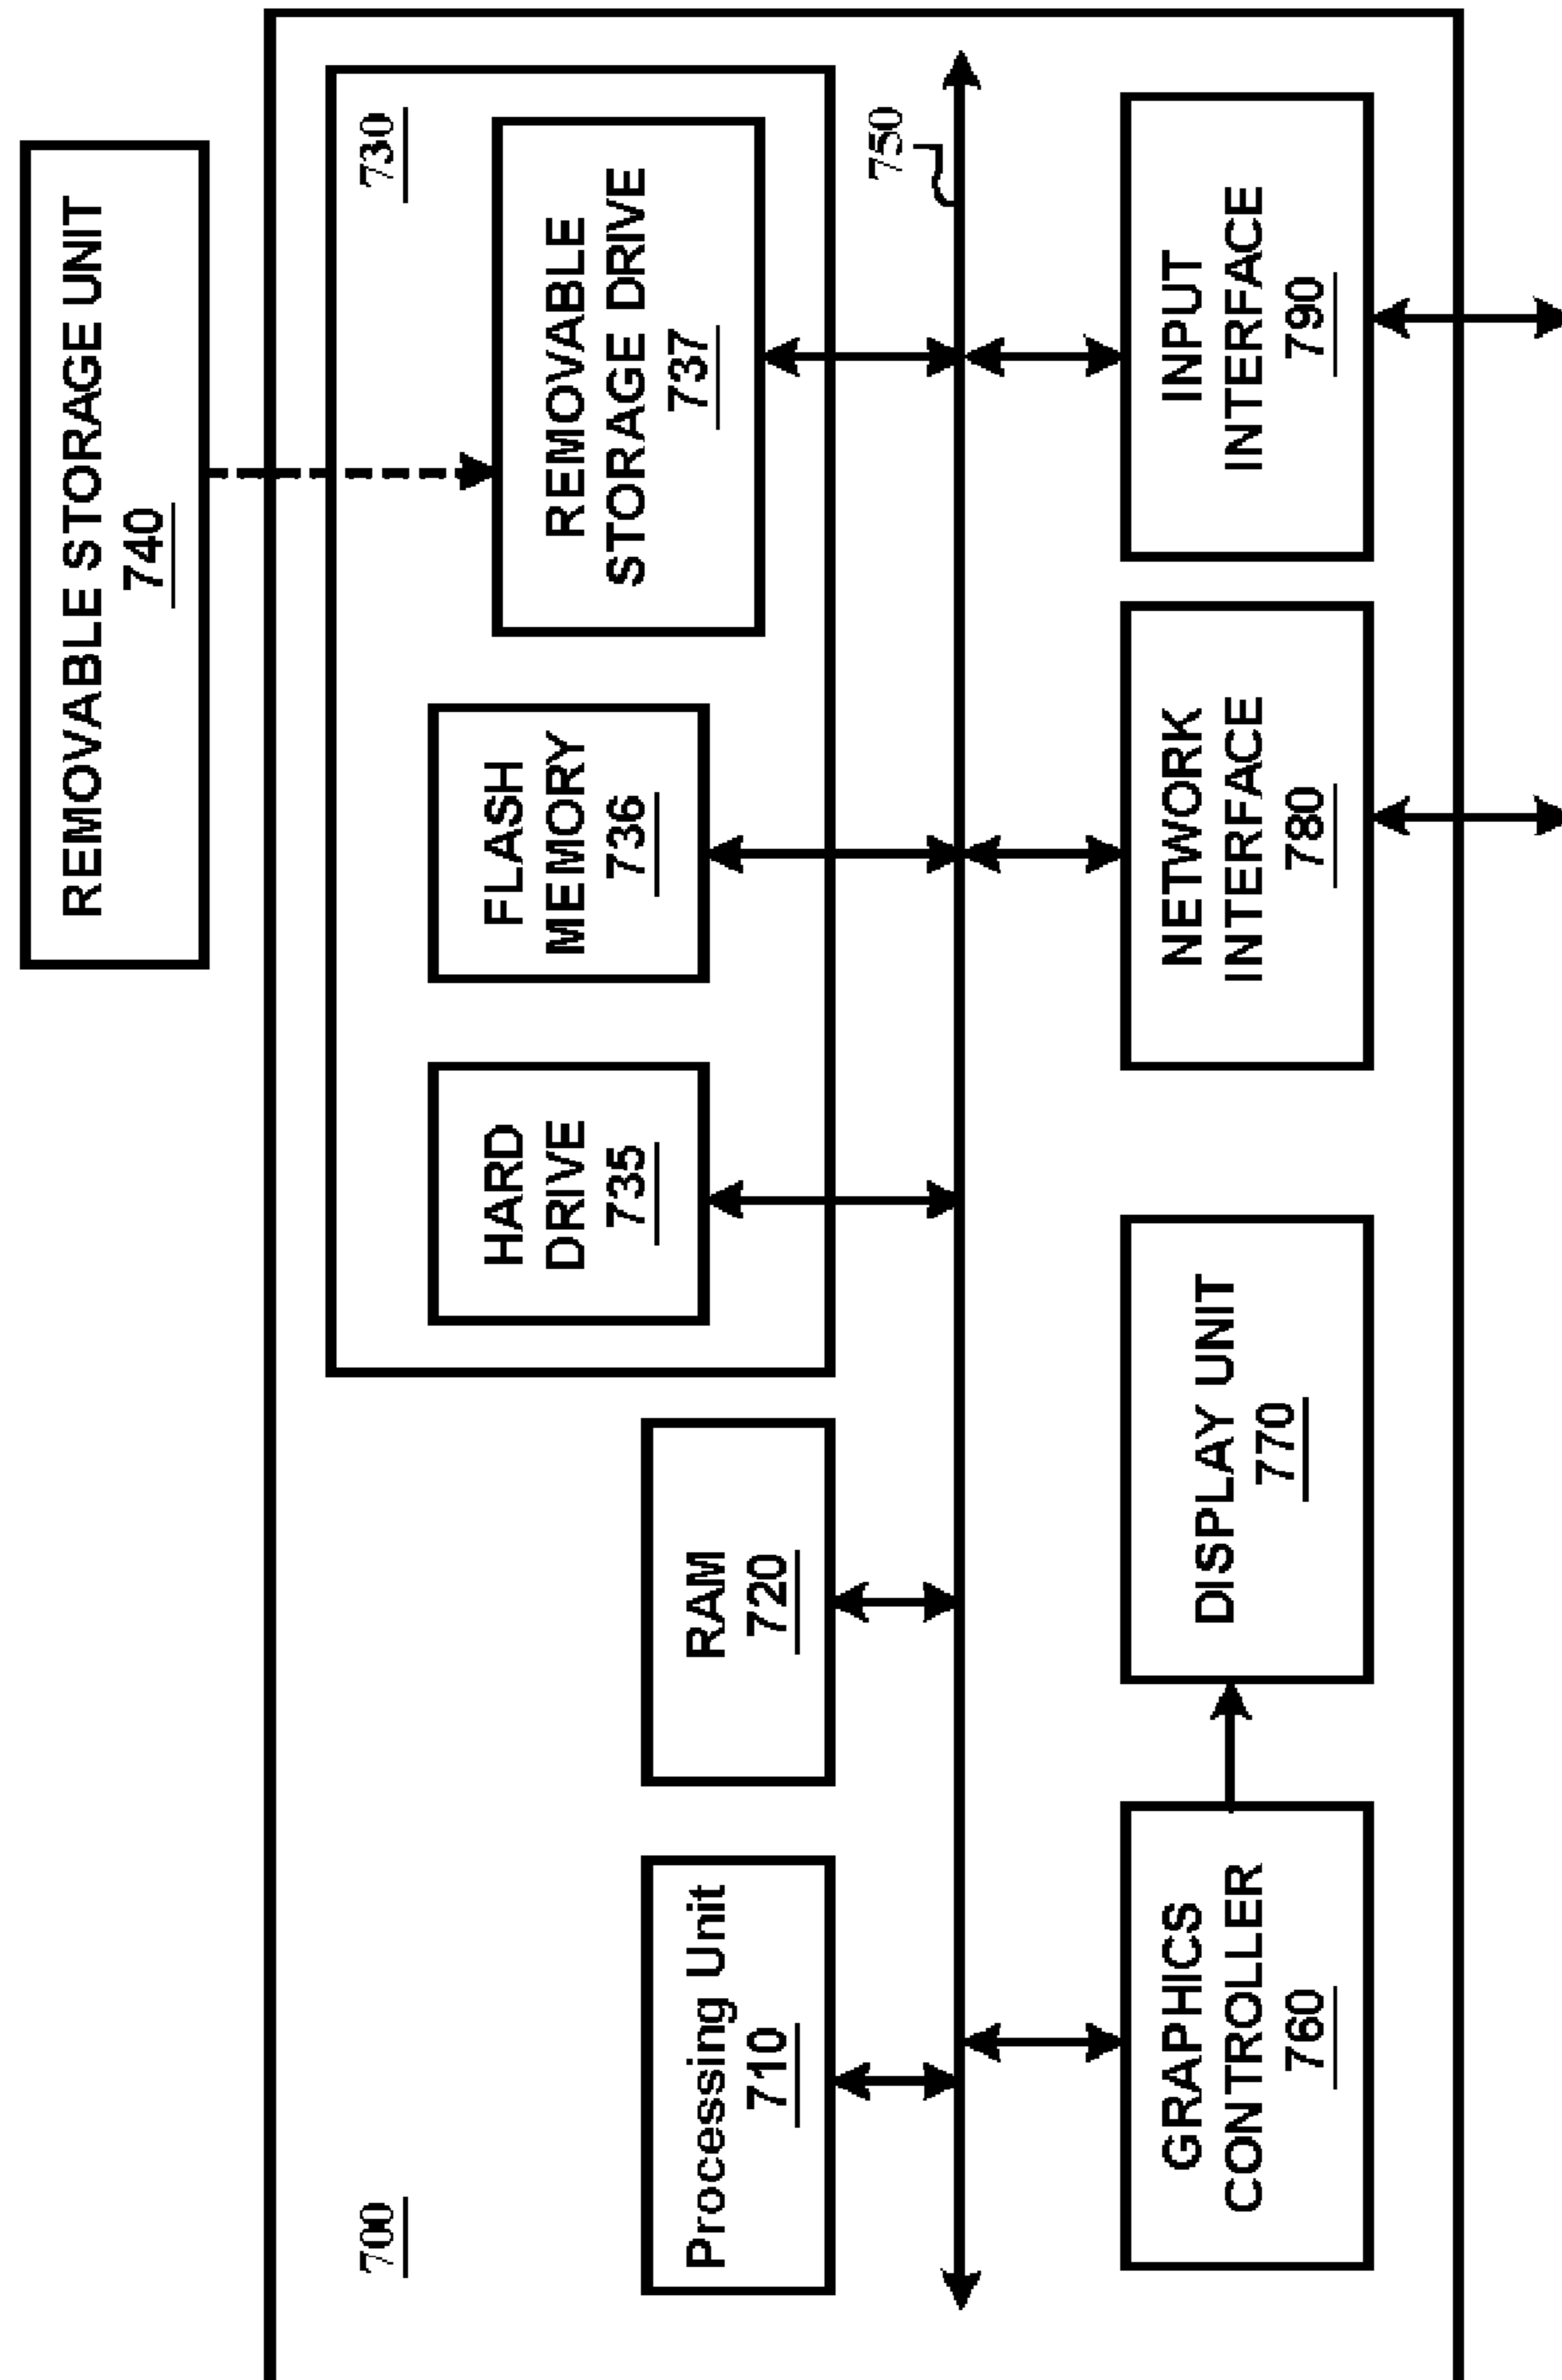 REMOVABLE STORAGE UNIT
740
700
730
Processing Unit
710
RAM
720
HARD
DRIVE
735
FLASH
MEMORY
736
REMOVABLE
STORAGE DRIVE
737
750
GRAPHICS
CONTROLLER
760
DISPLAY UNIT
770
NETWORK
INTERFACE
780
INPUT
INTERFACE
790